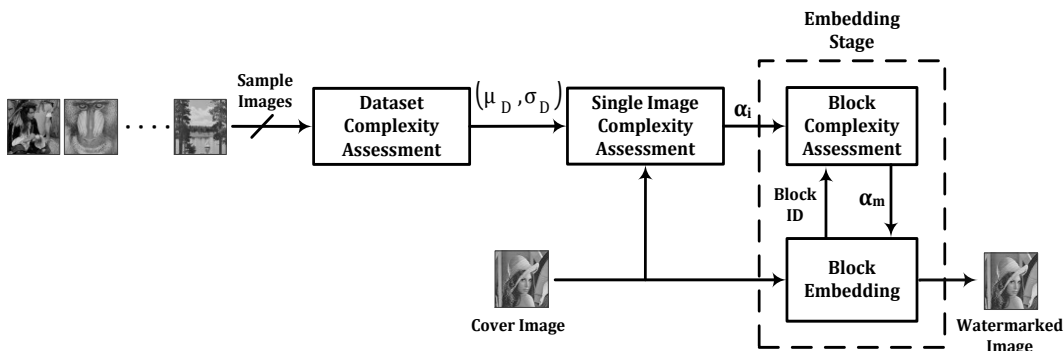 Embedding
Stage
Sample
Images
Dataset
Complexity
Assessment
(μ D ,σ D)
Single Image
Complexity
Assessment
αi
Block
Complexity
Assessment
Block
ID
αm
Block
Embedding
Cover Image
Watermarked
Image